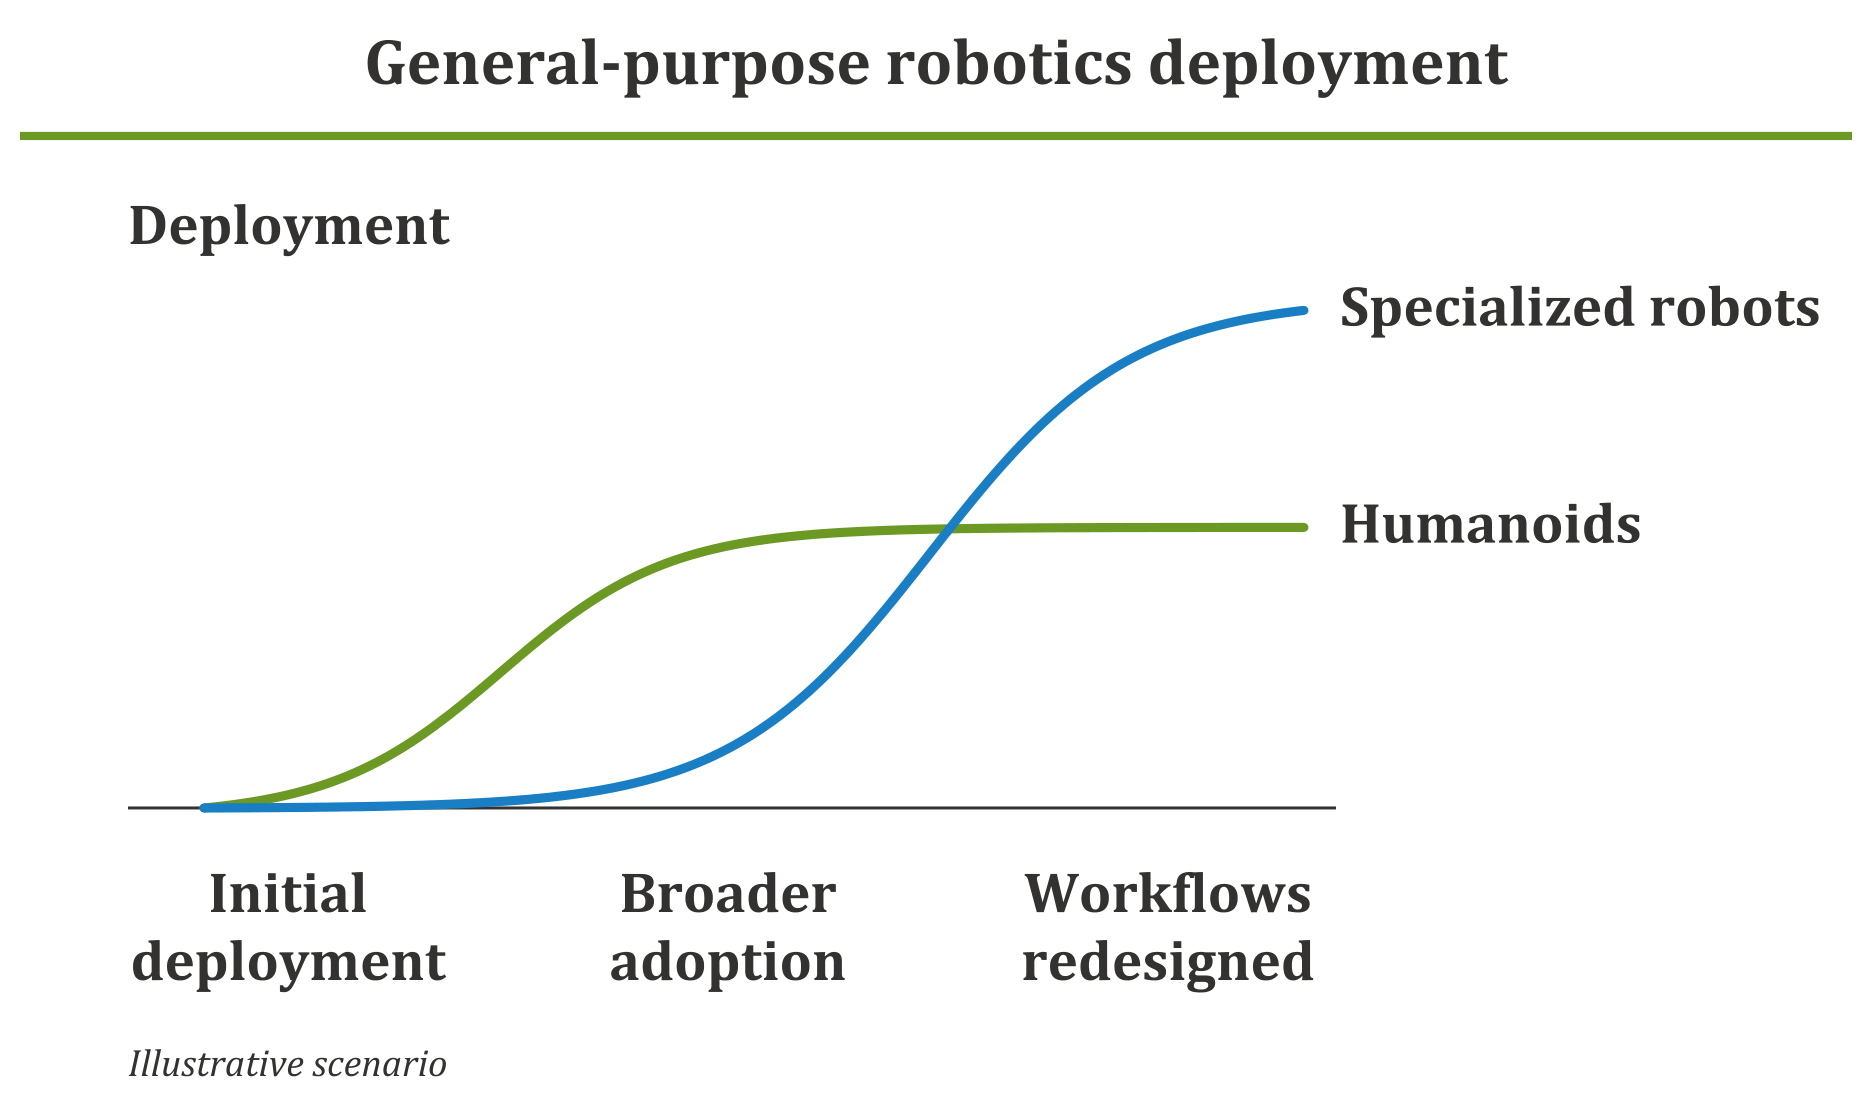 General-purpose robotics deployment
Deployment
Specialized robots
Humanoids
Initial
deployment
Broader
adoption
Workflows
redesigned
Illustrative scenario